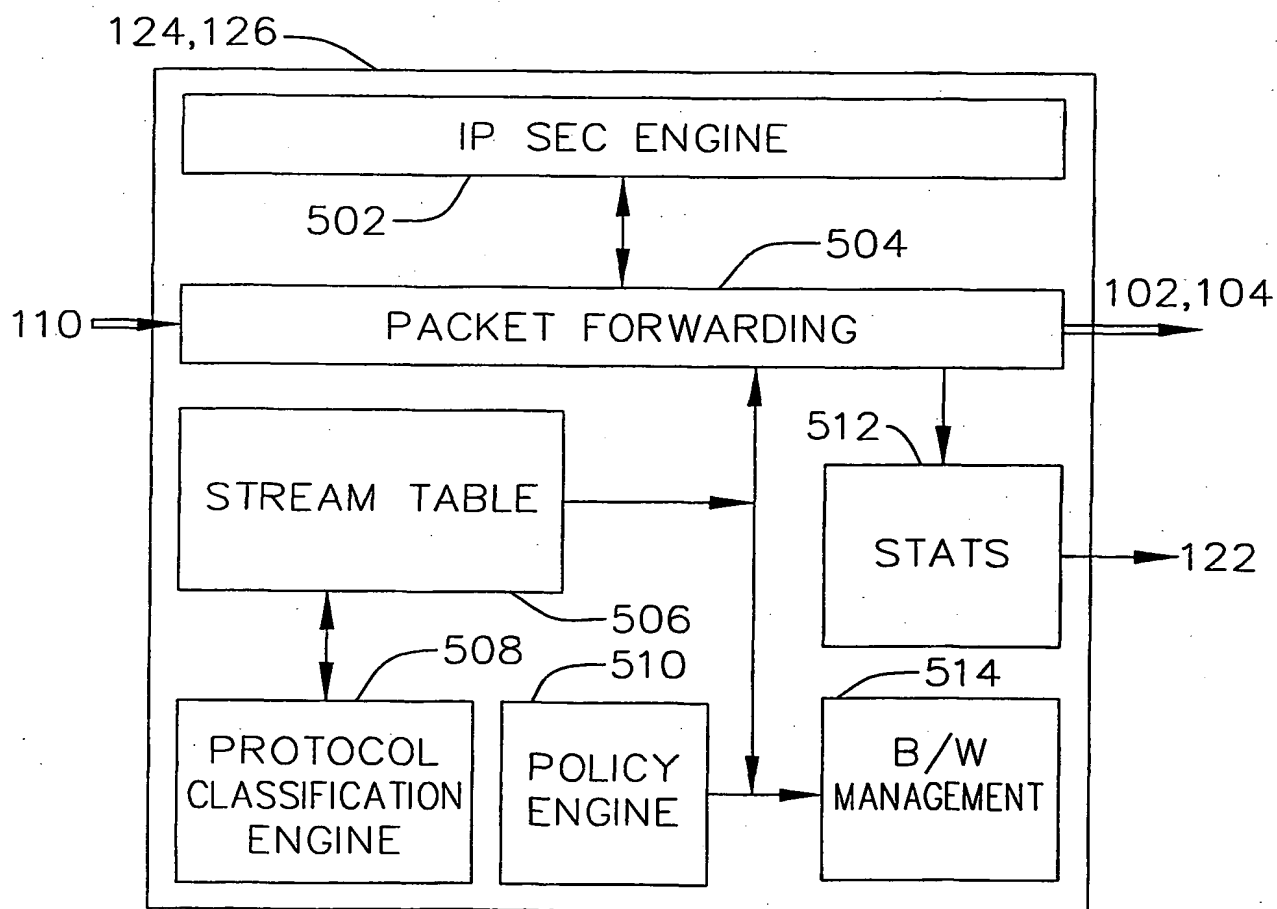 124,126
IP SEC ENGINE
502
504
110
PACKET FORWARDING
102,104
512
STREAM TABLE
STATS
122
506
508
510
514
PROTOCOL
CLASSIFICATION
ENGINE
POLICY
ENGINE
B/W
MANAGEMENT